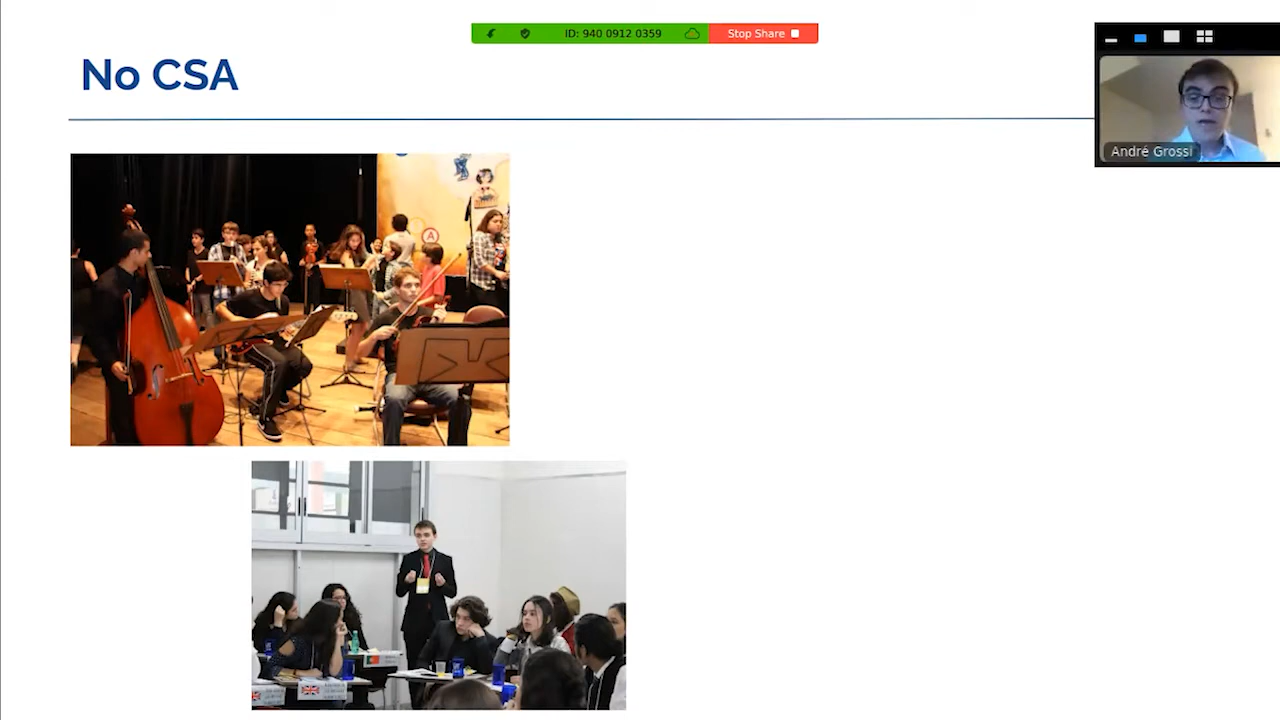 ID: 940 0912 0359
Stop Share
No CSA
André Grossi
A